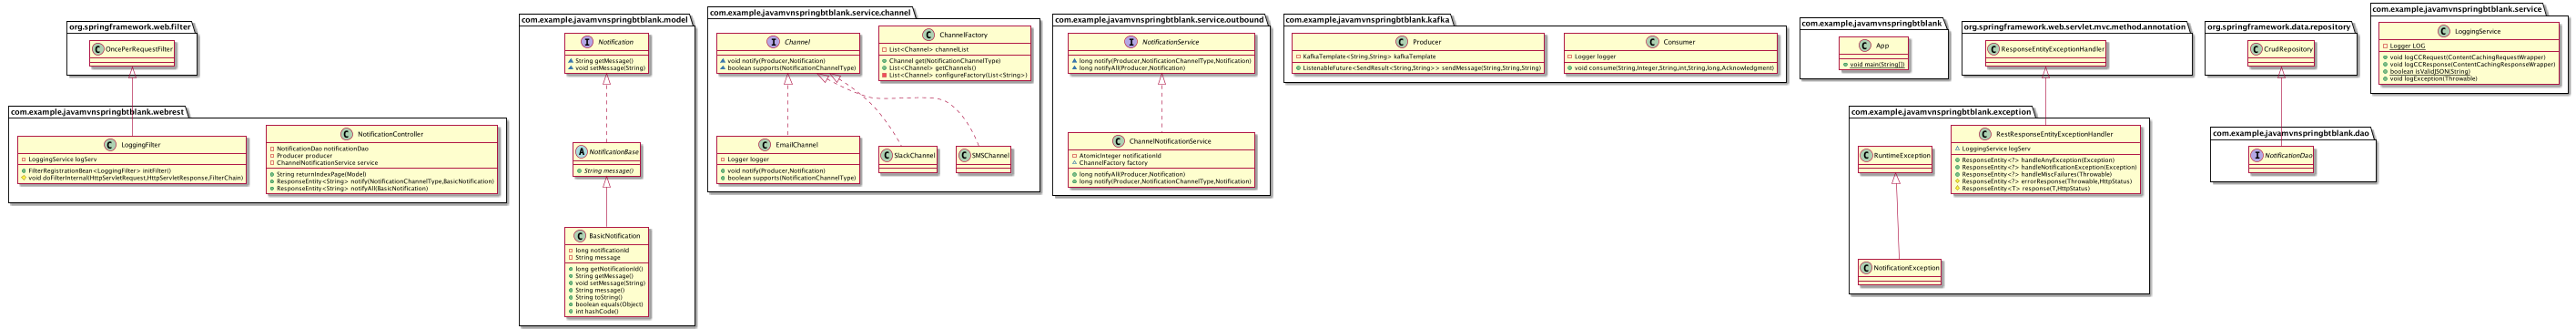 org.springframework.web.filter
OncePerRequestFilter
com.example.javamvnspringbtblank.webrest
LoggingFilter
LoggingService logServ
FilterRegistrationBean<LoggingFilter> initFilter()
void doFilterInternal(HttpServletRequest,HttpServletResponse,FilterChain)
NotificationController
NotificationDao notificationDao
Producer producer
ChannelNotificationService service
String returnIndexPage(Model)
ResponseEntity<String> notify(NotificationChannelType,BasicNotification)
ResponseEntity<String> notifyAll(BasicNotification)
com.example.javamvnspringbtblank.model
Notification
String getMessage()
void setMessage(String)
NotificationBase
String message()
BasicNotification
long notificationId
String message
long getNotificationId()
String getMessage()
void setMessage(String)
String message()
String toString()
boolean equals(Object)
int hashCode()
com.example.javamvnspringbtblank.service.channel
Channel
void notify(Producer,Notification)
boolean supports(NotificationChannelType)
ChannelFactory
List<Channel> channelList
Channel get(NotificationChannelType)
List<Channel> getChannels()
List<Channel> configureFactory(List<String>)
EmailChannel
Logger logger
void notify(Producer,Notification)
boolean supports(NotificationChannelType)
SlackChannel
SMSChannel
com.example.javamvnspringbtblank.service.outbound
NotificationService
long notify(Producer,NotificationChannelType,Notification)
long notifyAll(Producer,Notification)
ChannelNotificationService
AtomicInteger notificationId
ChannelFactory factory
long notifyAll(Producer,Notification)
long notify(Producer,NotificationChannelType,Notification)
com.example.javamvnspringbtblank.kafka
Producer
KafkaTemplate<String,String> kafkaTemplate
ListenableFuture<SendResult<String,String>> sendMessage(String,String,String)
Consumer
Logger logger
void consume(String,Integer,String,int,String,long,Acknowledgment)
com.example.javamvnspringbtblank
App
void main(String[])
org.springframework.web.servlet.mvc.method.annotation
ResponseEntityExceptionHandler
com.example.javamvnspringbtblank.exception
RuntimeException
RestResponseEntityExceptionHandler
LoggingService logServ
ResponseEntity<?> handleAnyException(Exception)
ResponseEntity<?> handleNotificationException(Exception)
ResponseEntity<?> handleMiscFailures(Throwable)
ResponseEntity<?> errorResponse(Throwable,HttpStatus)
ResponseEntity<T> response(T,HttpStatus)
NotificationException
org.springframework.data.repository
CrudRepository
com.example.javamvnspringbtblank.dao
NotificationDao
com.example.javamvnspringbtblank.service
LoggingService
Logger LOG
void logCCRequest(ContentCachingRequestWrapper)
void logCCResponse(ContentCachingResponseWrapper)
boolean isValidJSON(String)
void logException(Throwable)